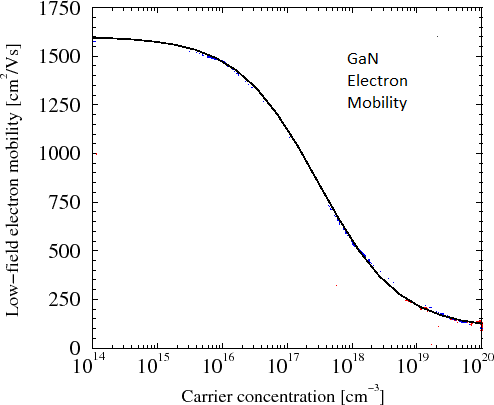 1750
1500
1250
1000
750
500
250
0
GaN
Electron
Mobility
Low-field electron mobility [cm²/Vs]
10¹⁴ 10¹⁵ 10¹⁶ 10¹⁷ 10¹⁸ 10¹⁹ 10²⁰
Carrier concentration [cm⁻³]